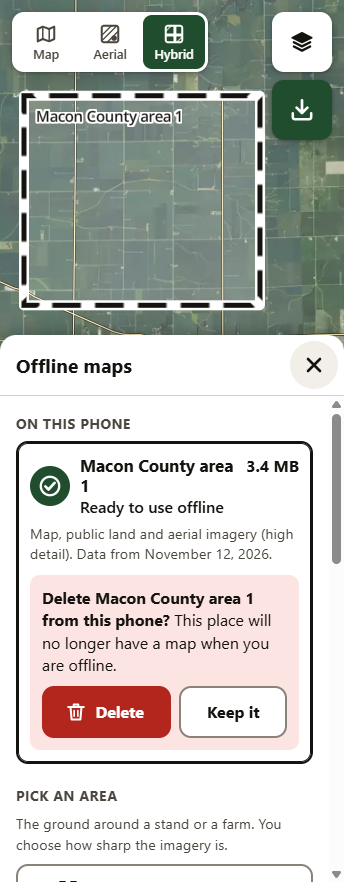 Map
Aerial
Hybrid
Macon County area 1
Offline maps
ON THIS PHONE
Macon County area 3.4 MB
1
Ready to use offline
Map, public land and aerial imagery (high
detail). Data from November 12, 2026.
Delete Macon County area 1
from this phone? This place will
no longer have a map when you
are offline.
Delete
Keep it
PICK AN AREA
The ground around a stand or a farm. You
choose how sharp the imagery is.